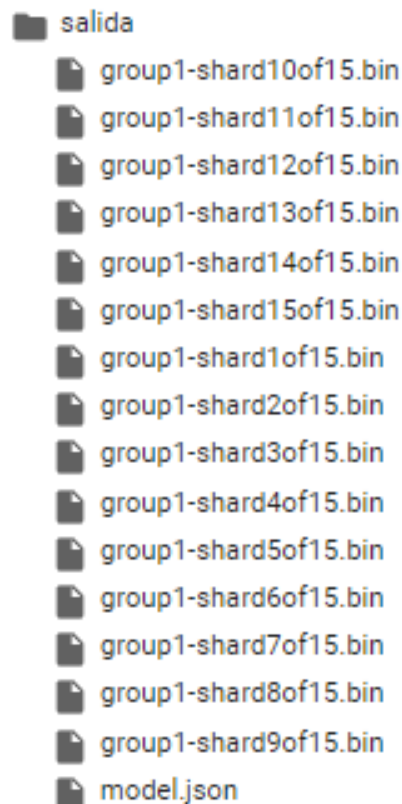 salida
group1-shard10of15.bin
group1-shard11of15.bin
group1-shard12of15.bin
group1-shard13of15.bin
group1-shard14of15.bin
group1-shard15of15.bin
group1-shard1of15.bin
group1-shard2of15.bin
group1-shard3of15.bin
group1-shard4of15.bin
group1-shard5of15.bin
group1-shard6of15.bin
group1-shard7of15.bin
group1-shard8of15.bin
group1-shard9of15.bin
model.json